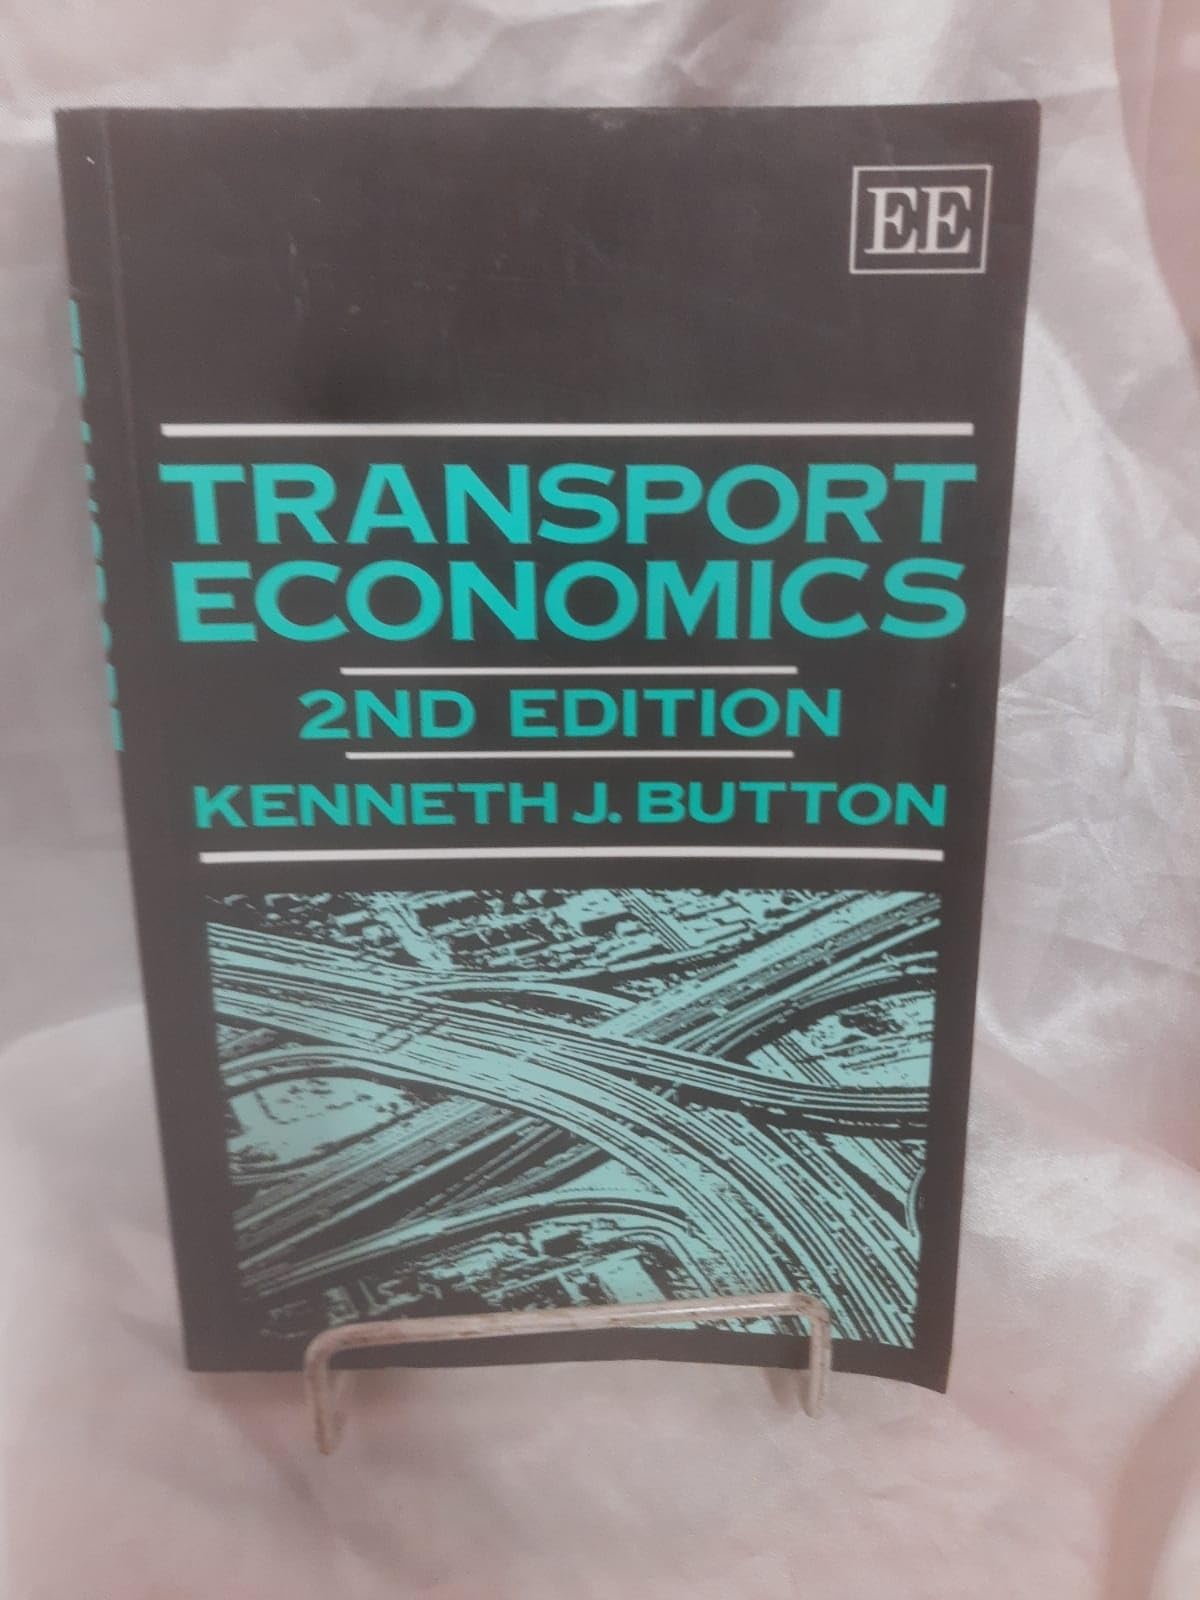 EE
TRANSPORT
ECONOMICS
2ND EDITION
KENNETH J. BUTTON